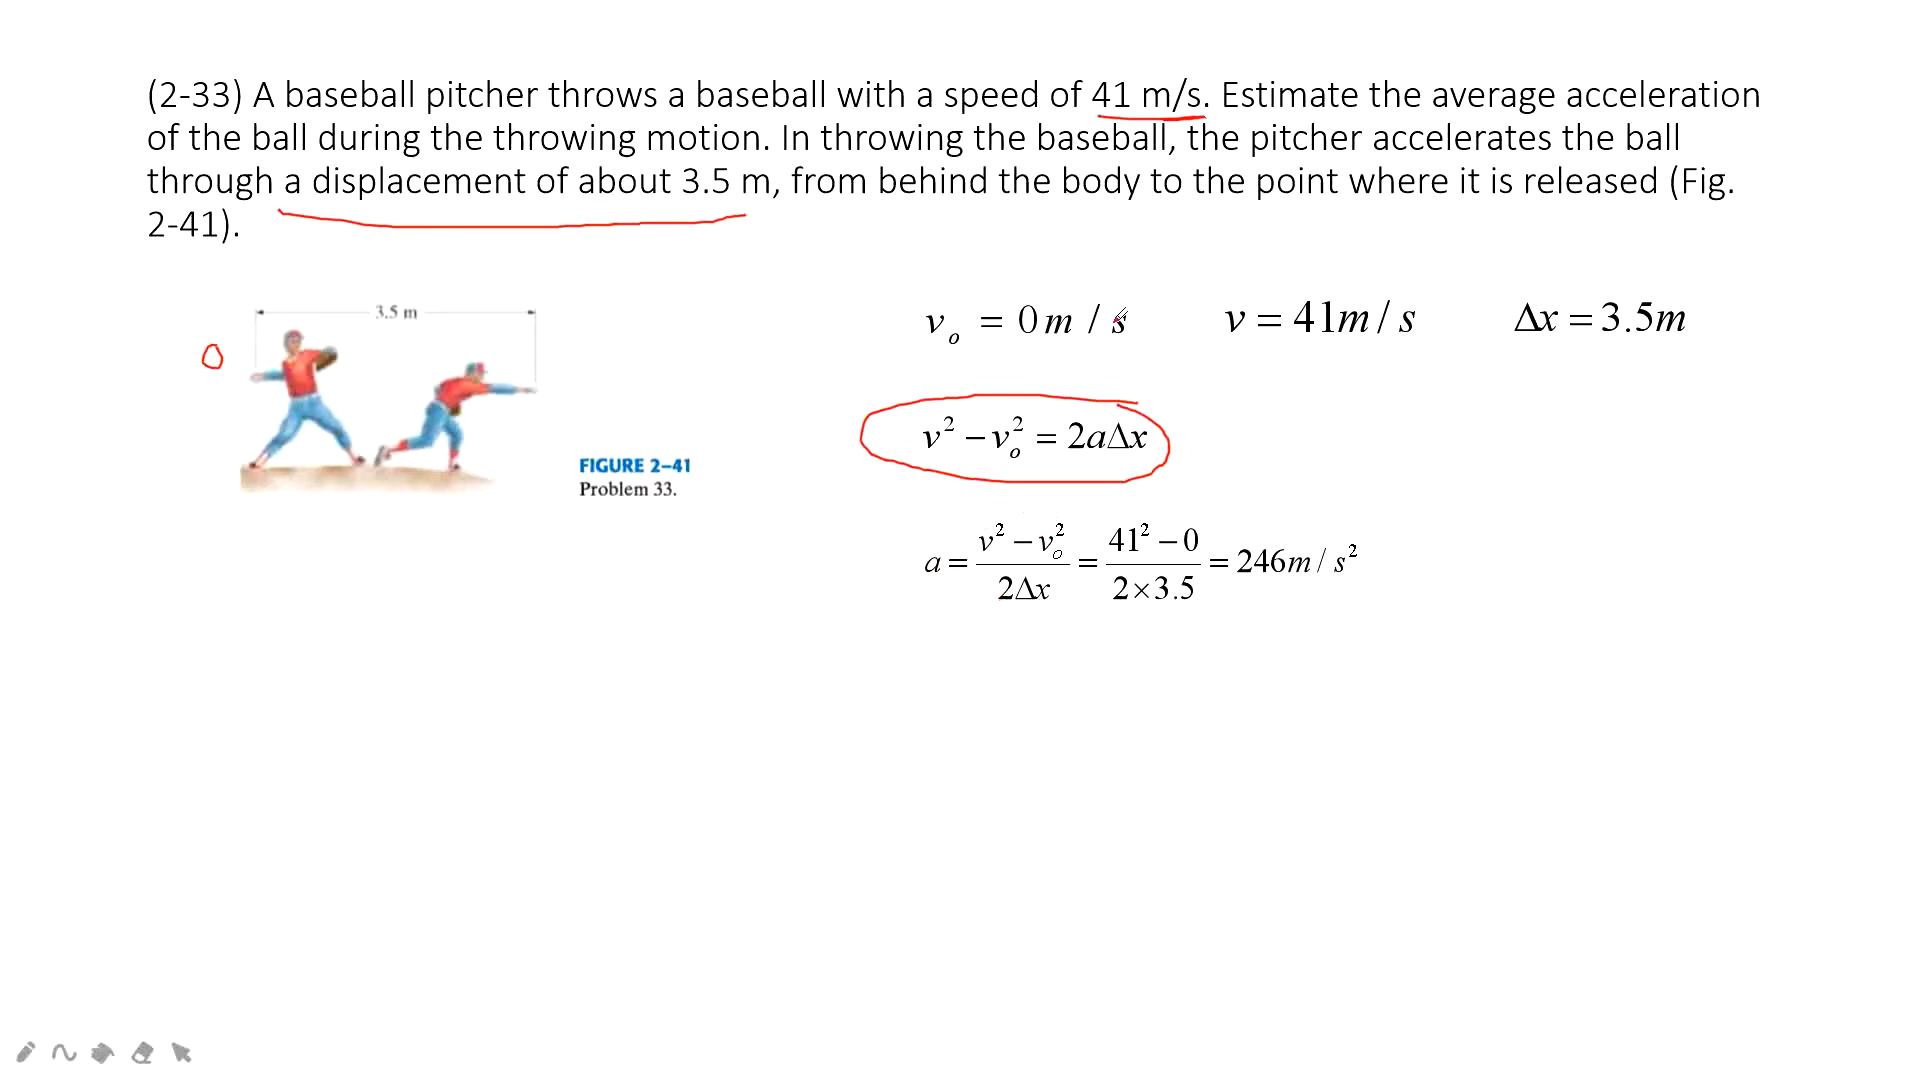 (2-33) A baseball pitcher throws a baseball with a speed of 41 m/s. Estimate the average acceleration
of the ball during the throwing motion. In throwing the baseball, the pitcher accelerates the ball
through a displacement of about 3.5 m, from behind the body to the point where it is released (Fig.
2-41).
3.5 m
0
FIGURE 2–41
Problem 33.
vₒ = 0 m / s
v = 41m / s
Δx = 3.5m
v² − vₒ² = 2aΔx
a = (v² − vₒ²)/(2Δx) = (41² − 0)/(2×3.5) = 246m / s²